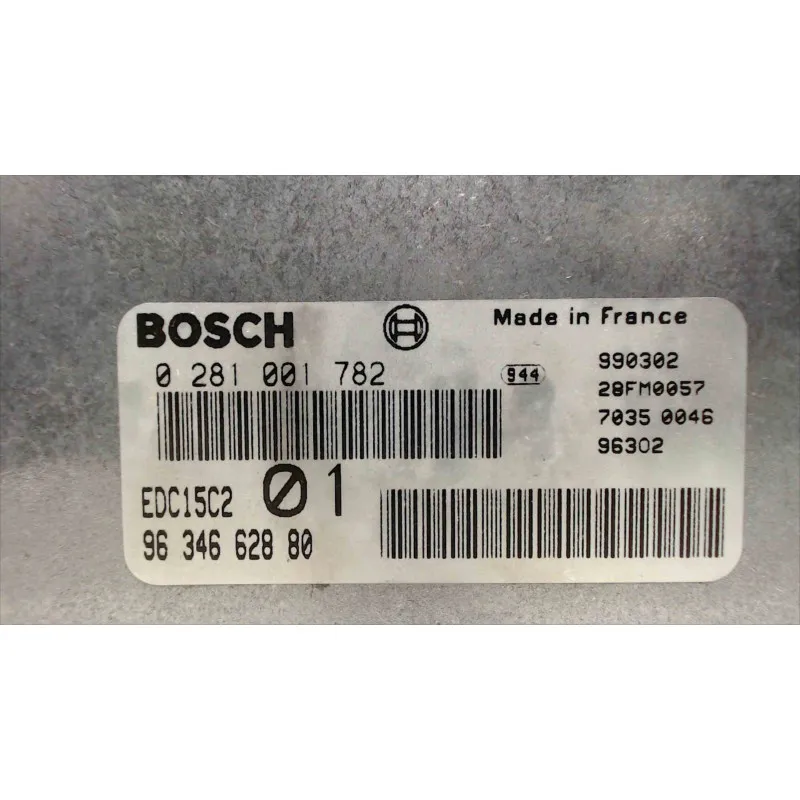 BOSCH
Made in France
0 281 001 782
944
990302
28FM0057
7035 0046
96302
EDC15C2
01
96 346 628 80